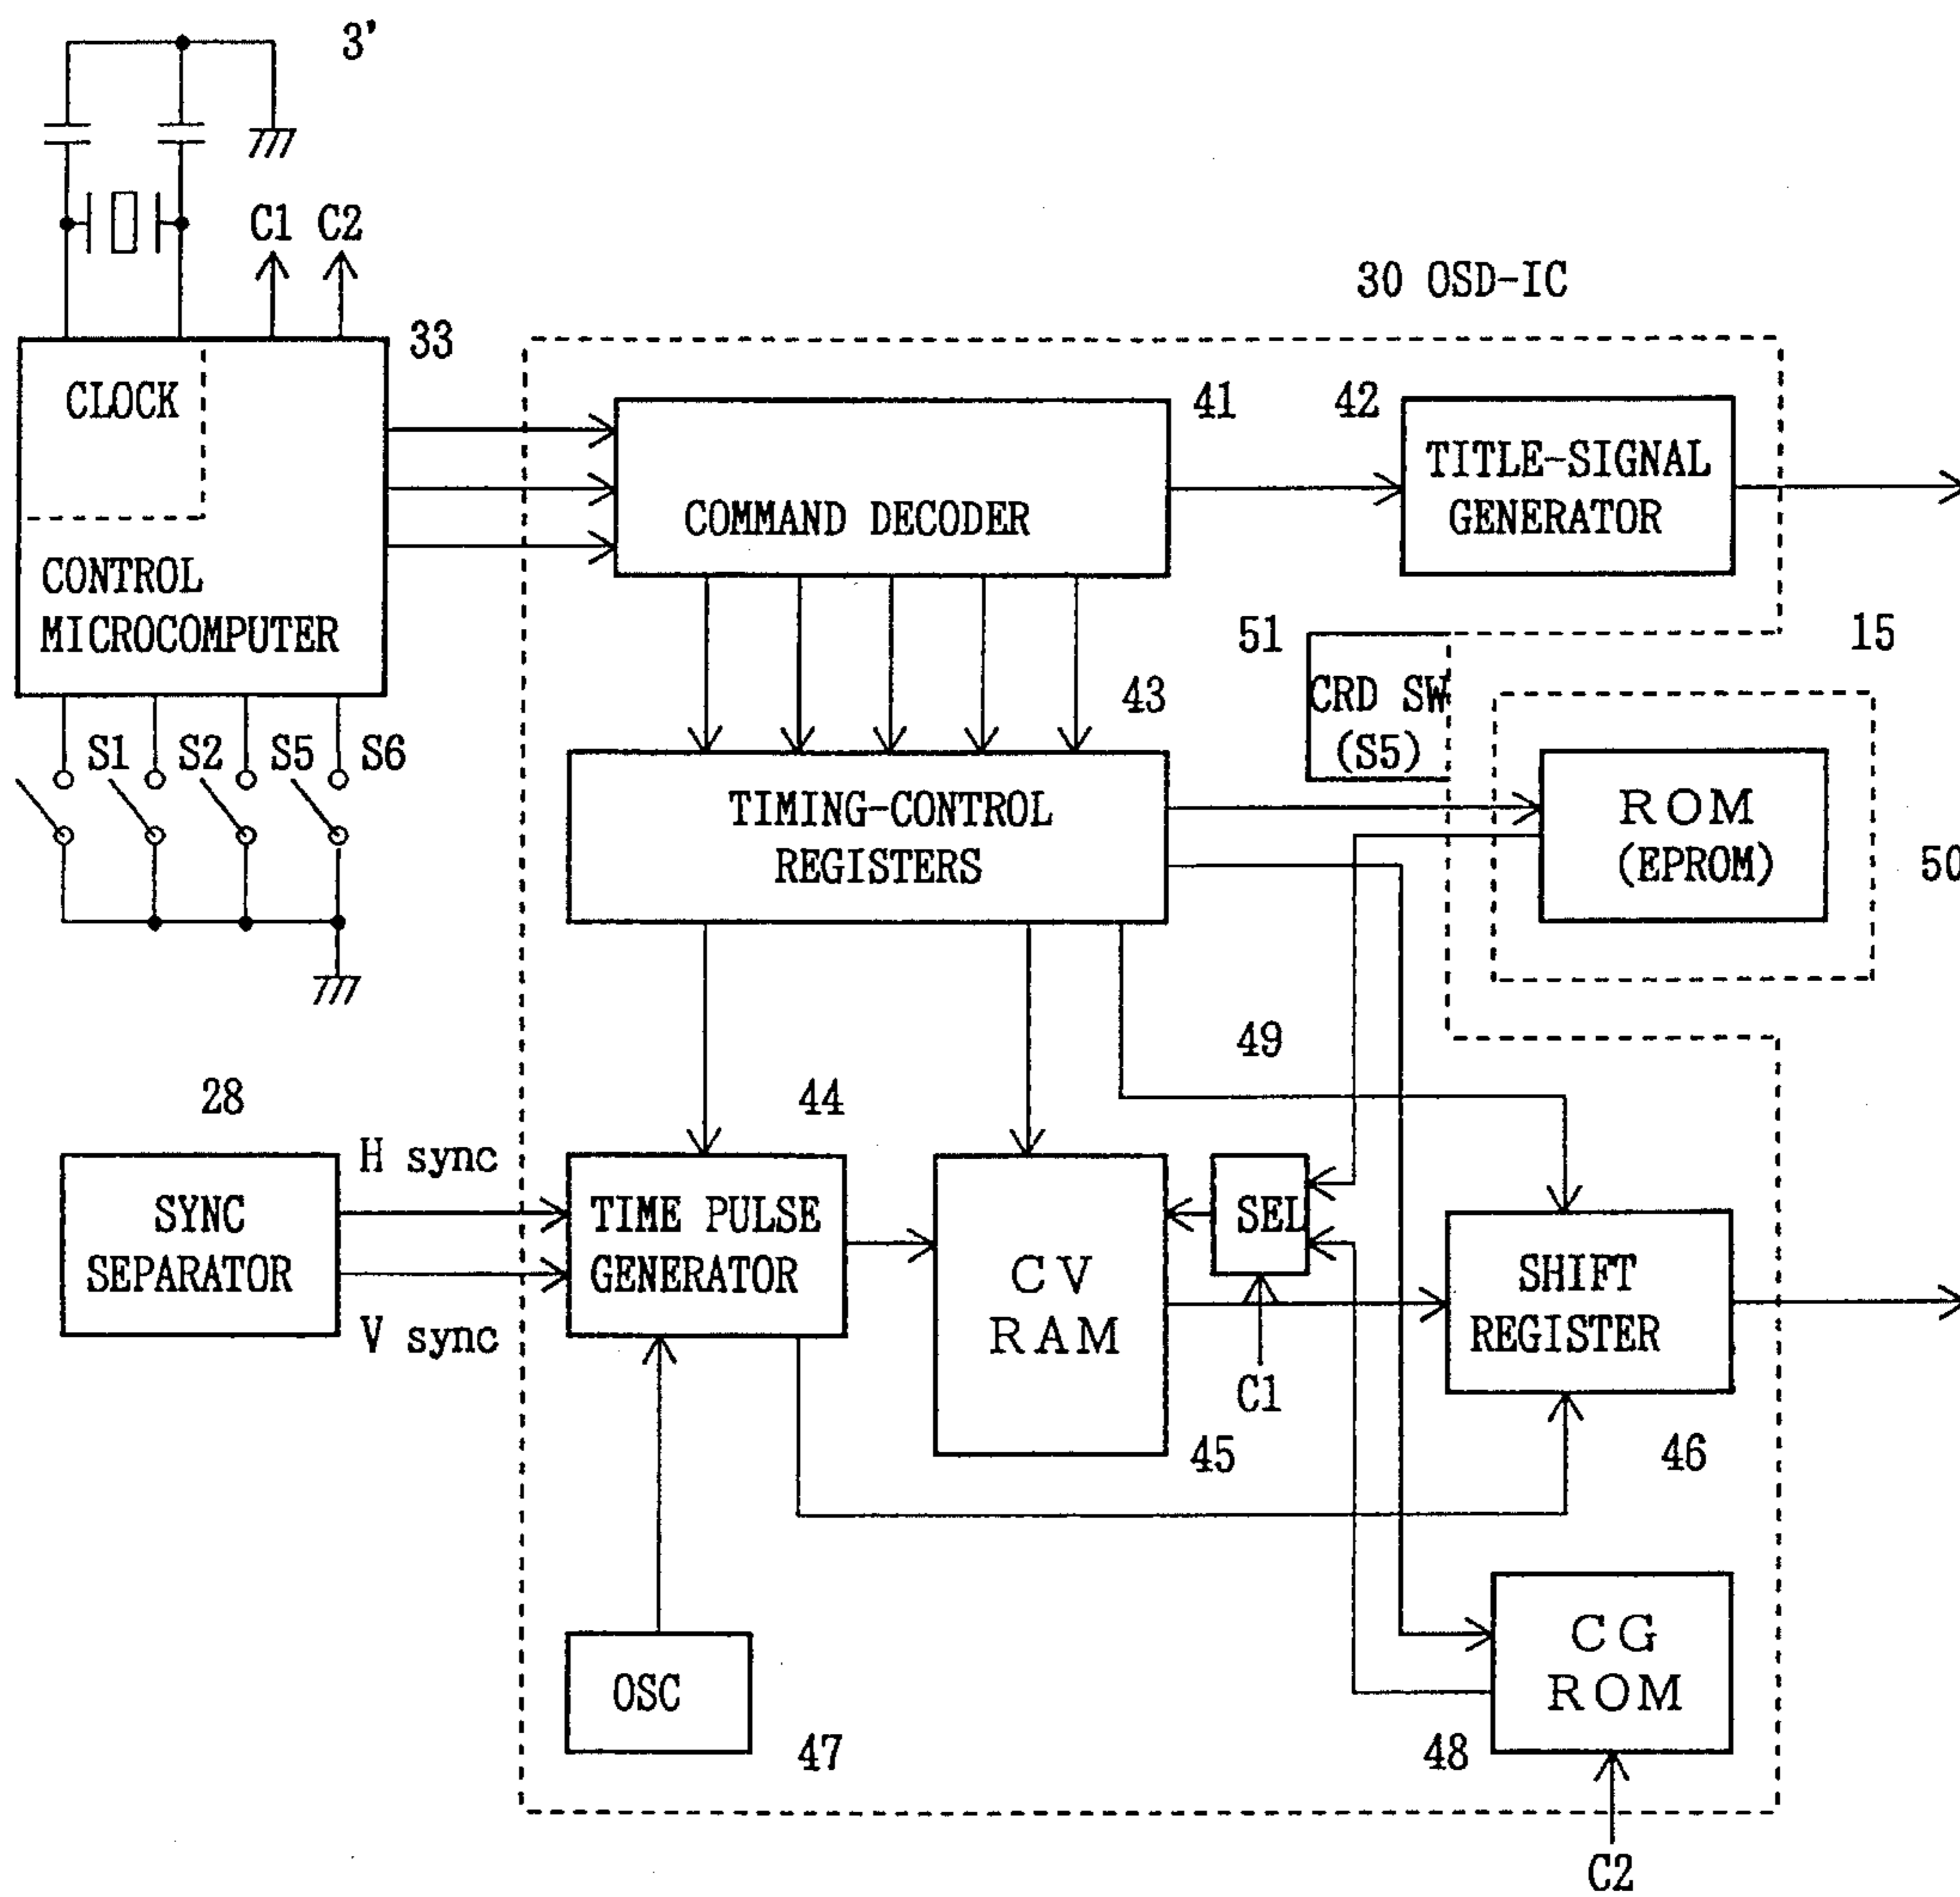 3'
C1 C2
30 OSD-IC
33
CLOCK
CONTROL
MICROCOMPUTER
41
COMMAND DECODER
42
TITLE-SIGNAL
GENERATOR
51
CRD SW
(S5)
15
43
S1
S2
S5
S6
TIMING-CONTROL
REGISTERS
ROM
(EPROM)
50
49
28
44
H sync
V sync
SYNC
SEPARATOR
TIME PULSE
GENERATOR
CV
RAM
SEL
C1
SHIFT
REGISTER
45
46
OSC
47
CG
ROM
48
C2